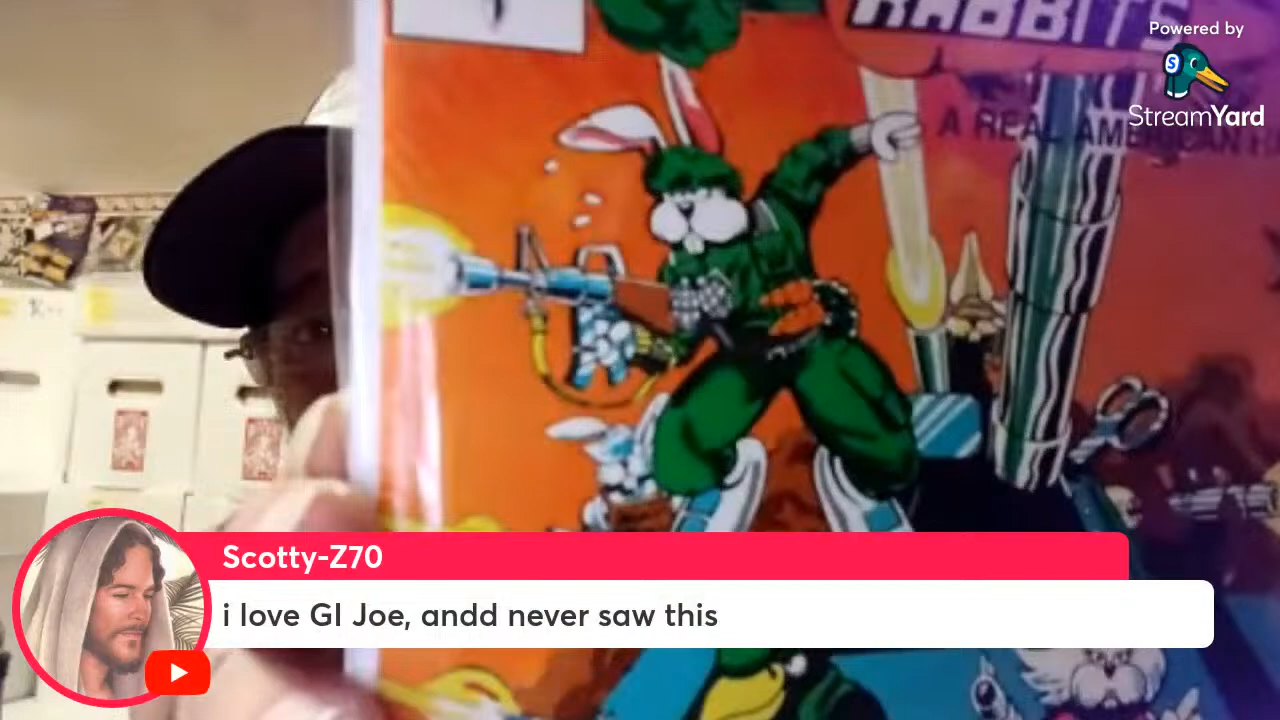 RABBITS
Powered by
S
StreamYard
A REAL AMERICAN
Scotty-Z70
i love GI Joe, andd never saw this